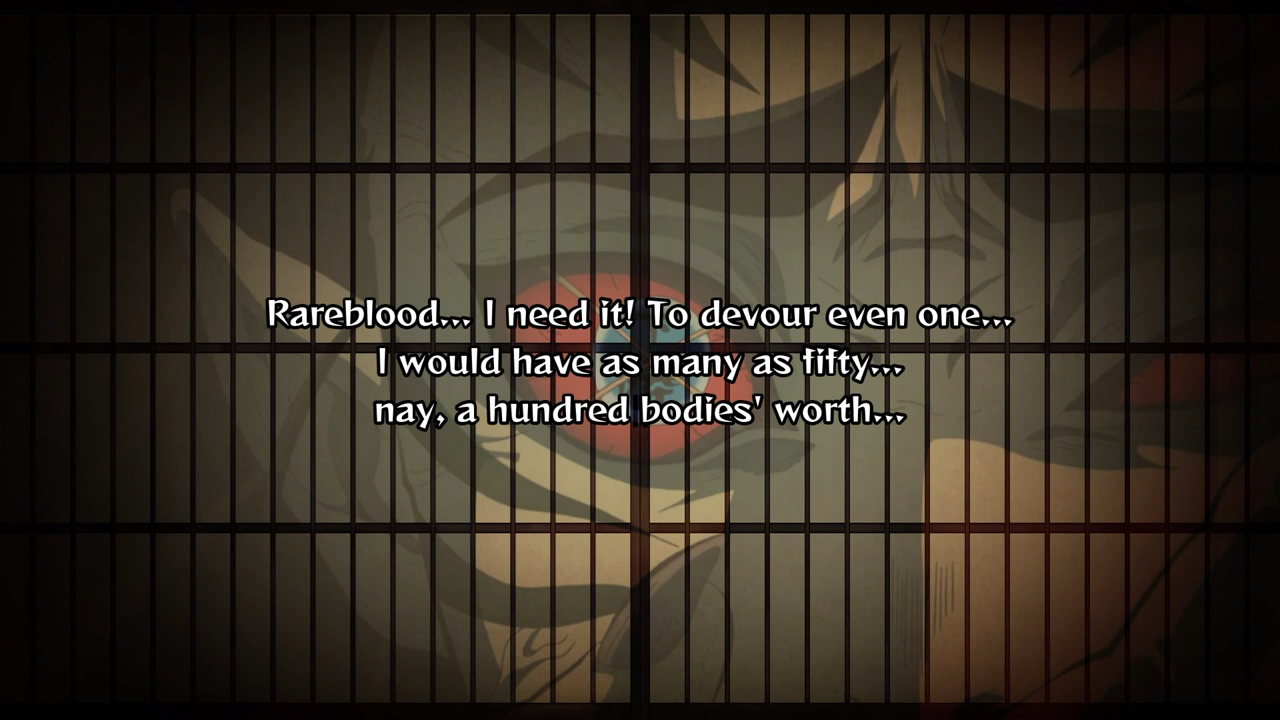 Rareblood... I need it! To devour even one...
I would have as many as fifty...
nay, a hundred bodies' worth...